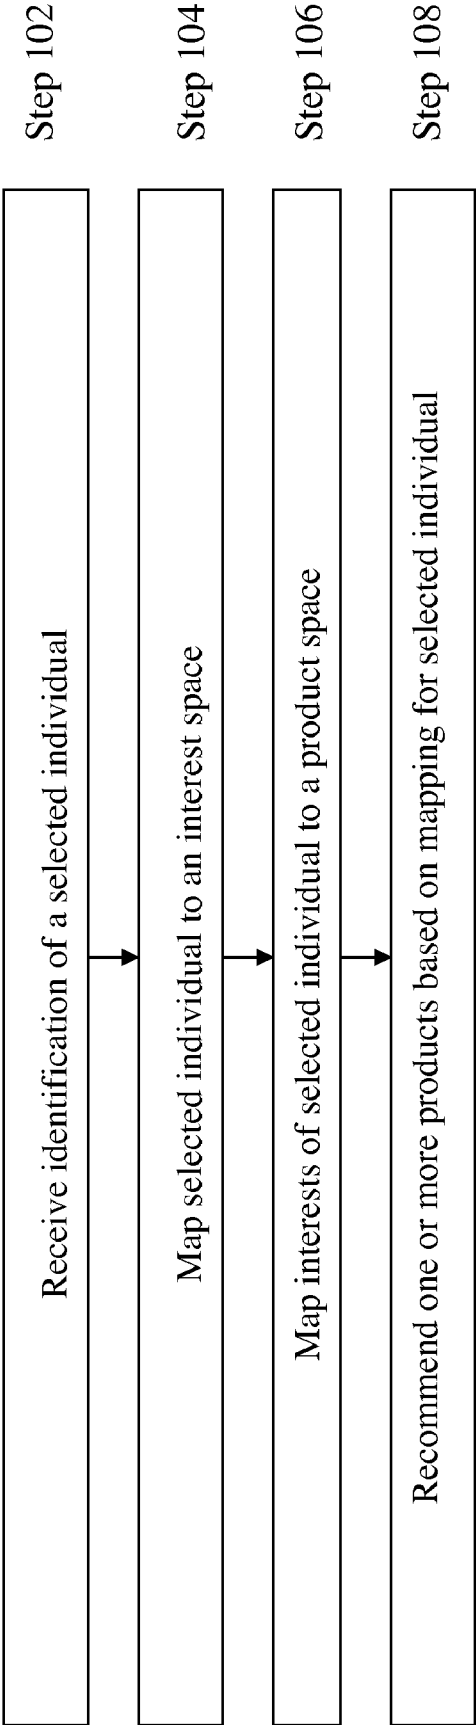 Receive identification of a selected individual
Step 102
Map selected individual to an interest space
Step 104
Map interests of selected individual to a product space
Step 106
Recommend one or more products based on mapping for selected individual
Step 108